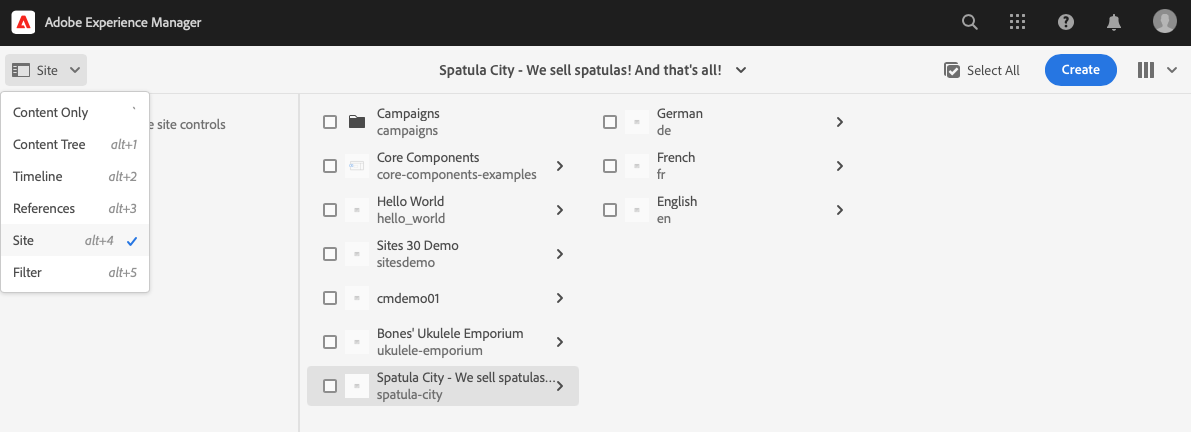 Adobe Experience Manager
Site
Spatula City - We sell spatulas! And that's all!
Select All
Create
Content Only `
Content Tree alt+1
Timeline alt+2
References alt+3
Site alt+4
Filter alt+5
e site controls
Campaigns
campaigns
Core Components
core-components-examples
Hello World
hello_world
Sites 30 Demo
sitesdemo
cmdemo01
Bones' Ukulele Emporium
ukulele-emporium
Spatula City - We sell spatulas...
spatula-city
German
de
French
fr
English
en